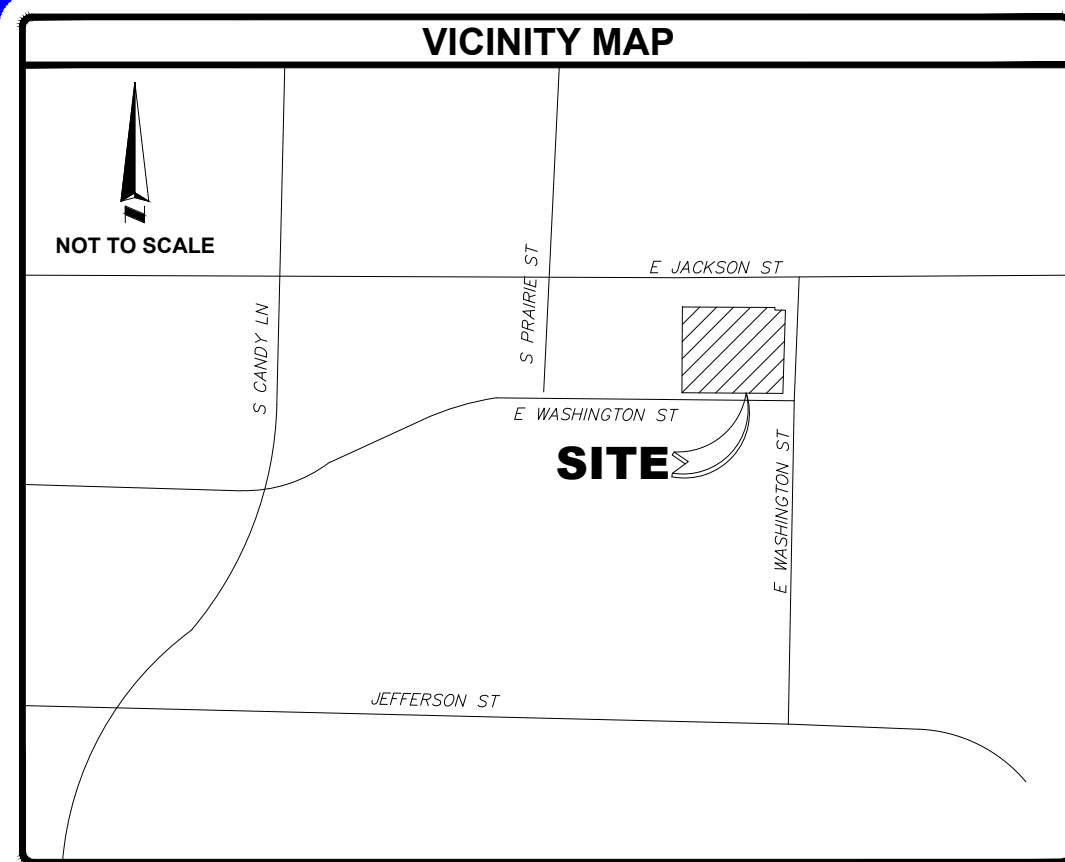 VICINITY MAP
N
NOT TO SCALE
E JACKSON ST
S PRAIRIE ST
S CANDY LN
E WASHINGTON ST
SITE
E WASHINGTON ST
JEFFERSON ST